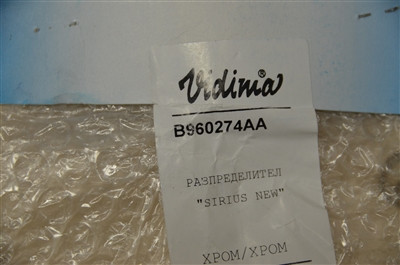 Vidima®
B960274AA
РАЗПРЕДЕЛИТЕЛ
"SIRIUS NEW"
ХРОМ/ХРОМ